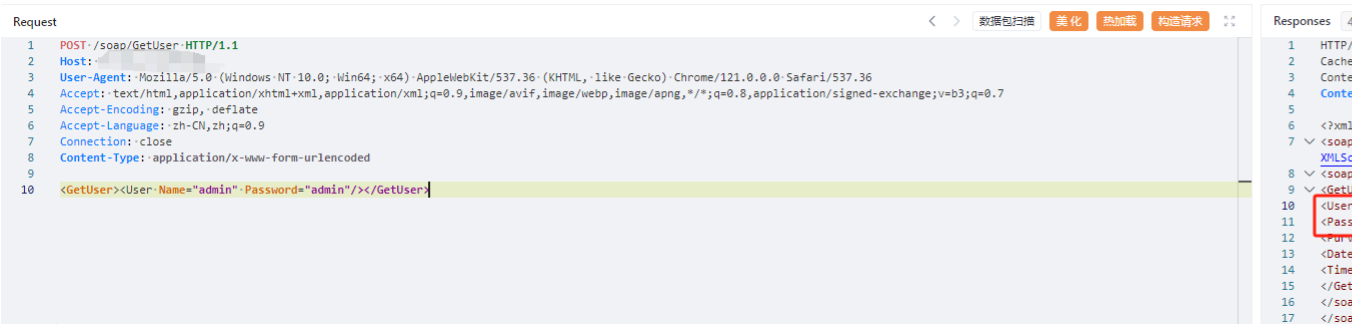 Request 数据包扫描 美化 热加载 构造请求
1 POST /soap/GetUser HTTP/1.1
2 Host:
3 User-Agent: Mozilla/5.0 (Windows NT 10.0; Win64; x64) AppleWebKit/537.36 (KHTML, like Gecko) Chrome/121.0.0.0 Safari/537.36
4 Accept: text/html,application/xhtml+xml,application/xml;q=0.9,image/avif,image/webp,image/apng,*/*;q=0.8,application/signed-exchange;v=b3;q=0.7
5 Accept-Encoding: gzip, deflate
6 Accept-Language: zh-CN,zh;q=0.9
7 Connection: close
8 Content-Type: application/x-www-form-urlencoded
9
10 <GetUser><User Name="admin" Password="admin"/></GetUser>
Responses 4
1 HTTP/
2 Cache
3 Conte
4 Conte
5
6 <?xml
7 <soap
XMLSc
8 <soap
9 <GetU
10 <User
11 <Pass
12 <Purv
13 <Date
14 <Time
15 </Get
16 </soa
17 </soa